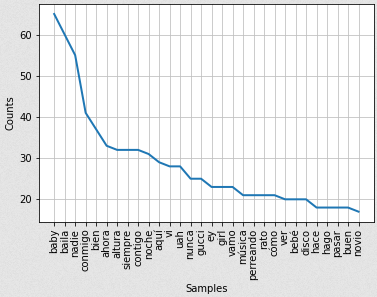 Counts
60
50
40
30
20
baby
baila
nadie
conmigo
bien
ahora
altura
siempre
contigo
noche
aquí
vi
uah
nunca
gucci
ey
girl
vamo
música
perreando
rato
como
ver
bebé
disco
hace
hago
pasar
buen
novio
Samples